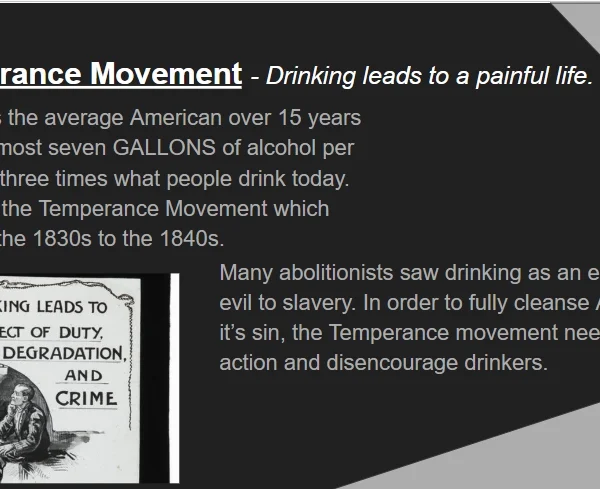 rance Movement - Drinking leads to a painful life.
s the average American over 15 years
most seven GALLONS of alcohol per
three times what people drink today.
the Temperance Movement which
the 1830s to the 1840s.
Many abolitionists saw drinking as an e
evil to slavery. In order to fully cleanse A
it’s sin, the Temperance movement nee
action and disencourage drinkers.
KING LEADS TO
ECT OF DUTY,
DEGRADATION,
AND
CRIME